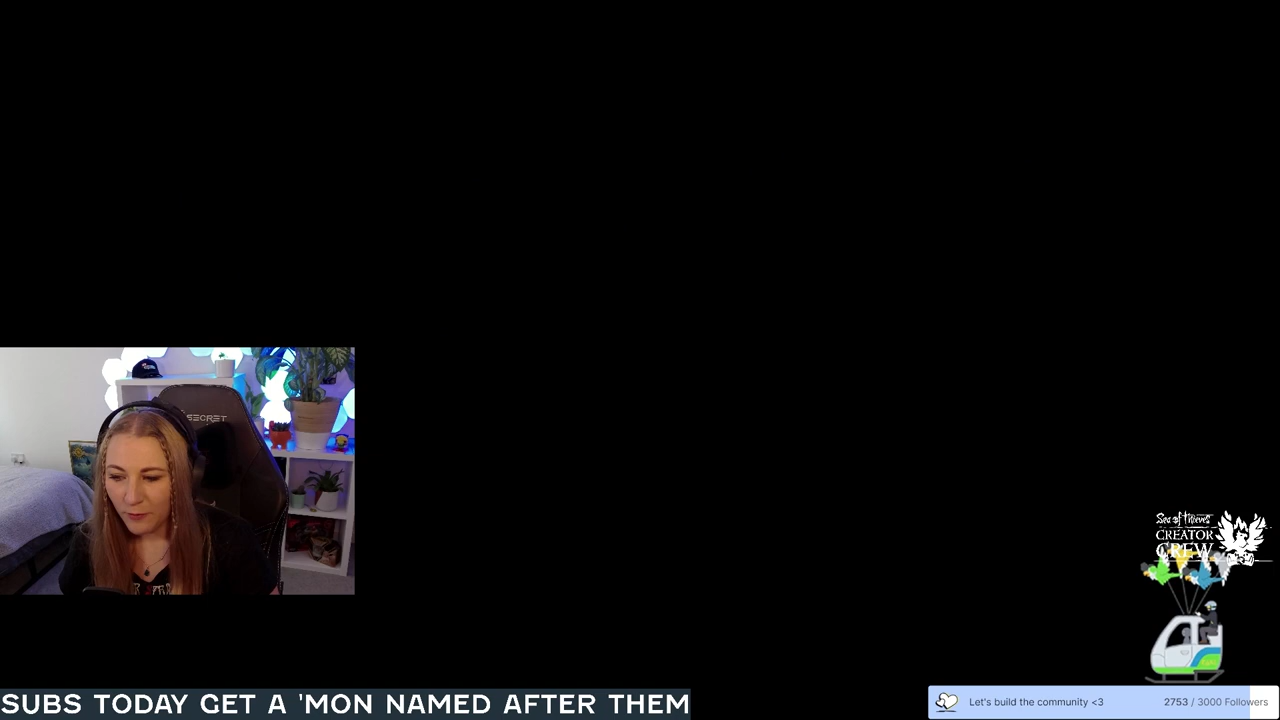 SECRET
Sea of Thieves
CREATOR
CREW
SUBS TODAY GET A 'MON NAMED AFTER THEM
Let's build the community <3
2753 / 3000 Followers